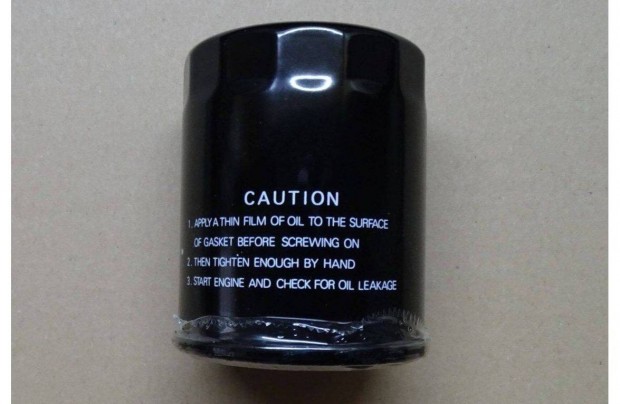 CAUTION
1. APPLY A THIN FILM OF OIL TO THE SURFACE
OF GASKET BEFORE SCREWING ON
2. THEN TIGHTEN ENOUGH BY HAND
3. START ENGINE AND CHECK FOR OIL LEAKAGE